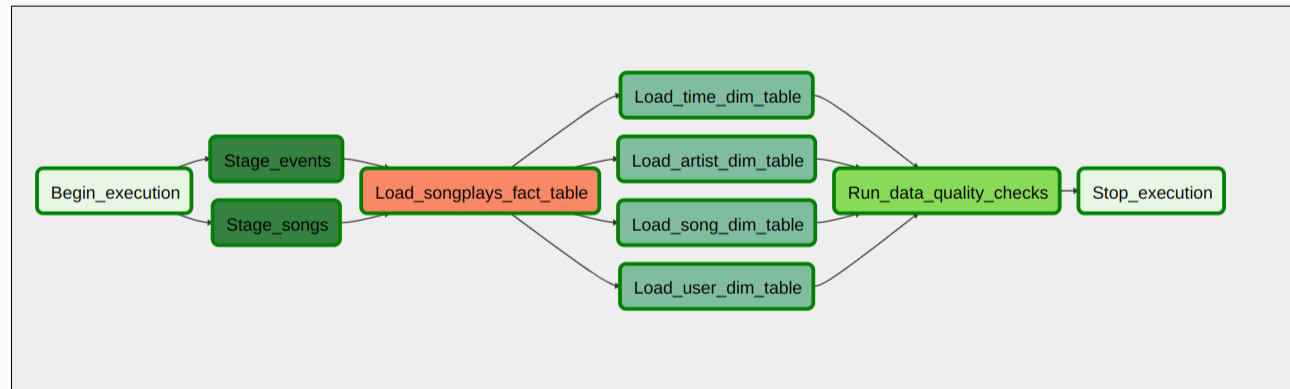 Begin_execution
Stage_events
Stage_songs
Load_songplays_fact_table
Load_time_dim_table
Load_artist_dim_table
Load_song_dim_table
Load_user_dim_table
Run_data_quality_checks
Stop_execution